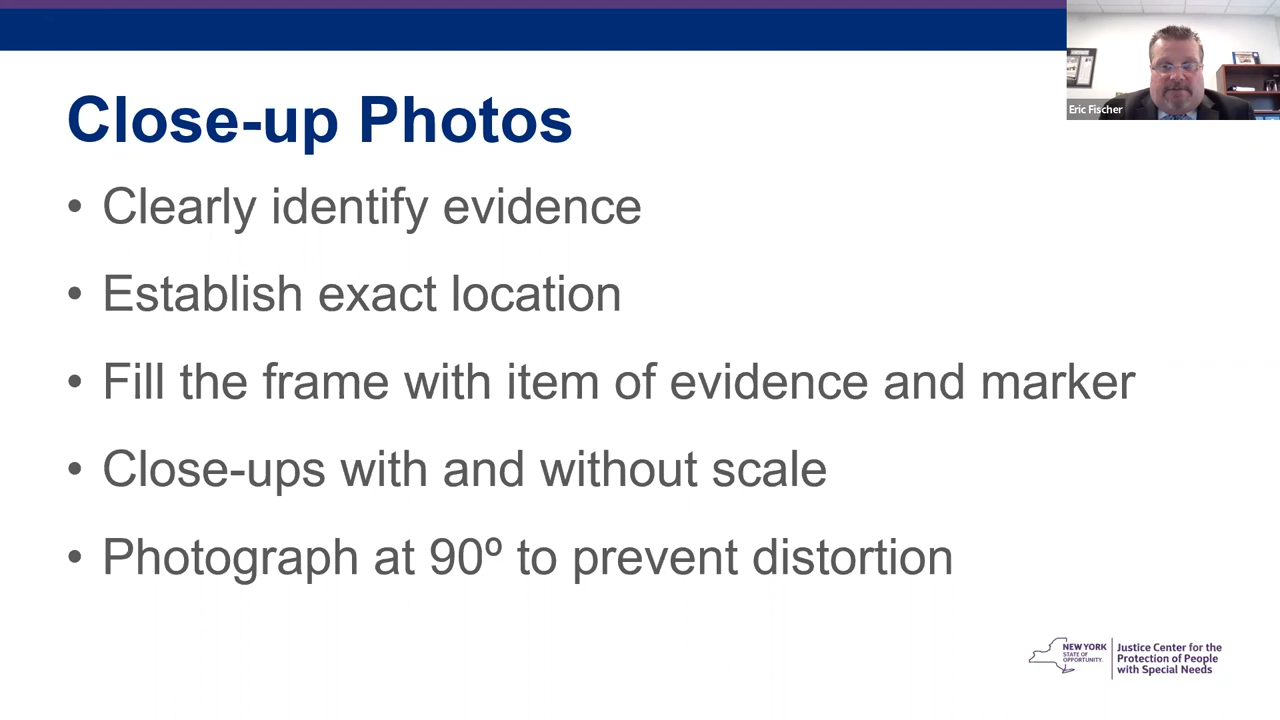 Eric Fischer
Close-up Photos
• Clearly identify evidence
• Establish exact location
• Fill the frame with item of evidence and marker
• Close-ups with and without scale
• Photograph at 90º to prevent distortion
NEW YORK
STATE OF
OPPORTUNITY.
Justice Center for the
Protection of People
with Special Needs